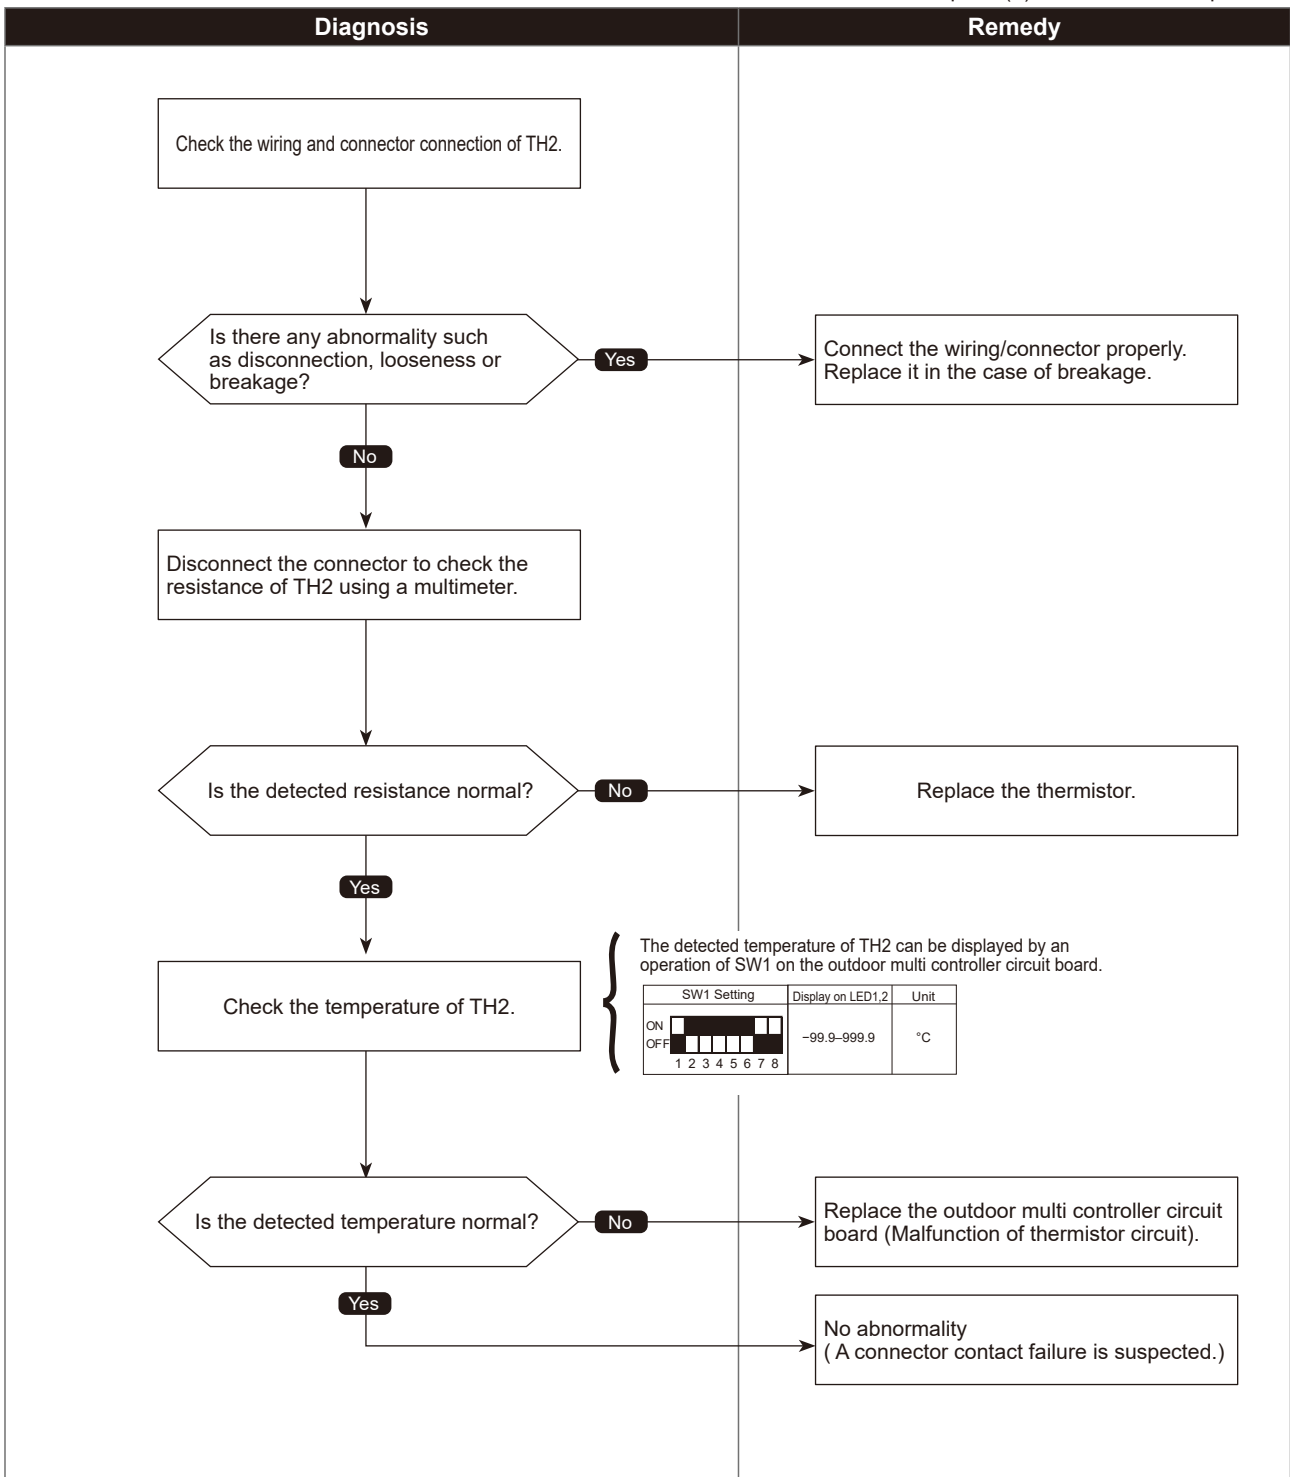 Diagnosis
Remedy
Check the wiring and connector connection of TH2.
Is there any abnormality such
as disconnection, looseness or
breakage?
Yes
Connect the wiring/connector properly.
Replace it in the case of breakage.
No
Disconnect the connector to check the
resistance of TH2 using a multimeter.
Is the detected resistance normal?
No
Replace the thermistor.
Yes
Check the temperature of TH2.
The detected temperature of TH2 can be displayed by an
operation of SW1 on the outdoor multi controller circuit board.
SW1 Setting
Display on LED1,2
Unit
ON
OFF
1 2 3 4 5 6 7 8
−99.9–999.9
°C
Is the detected temperature normal?
No
Replace the outdoor multi controller circuit
board (Malfunction of thermistor circuit).
Yes
No abnormality
( A connector contact failure is suspected.)